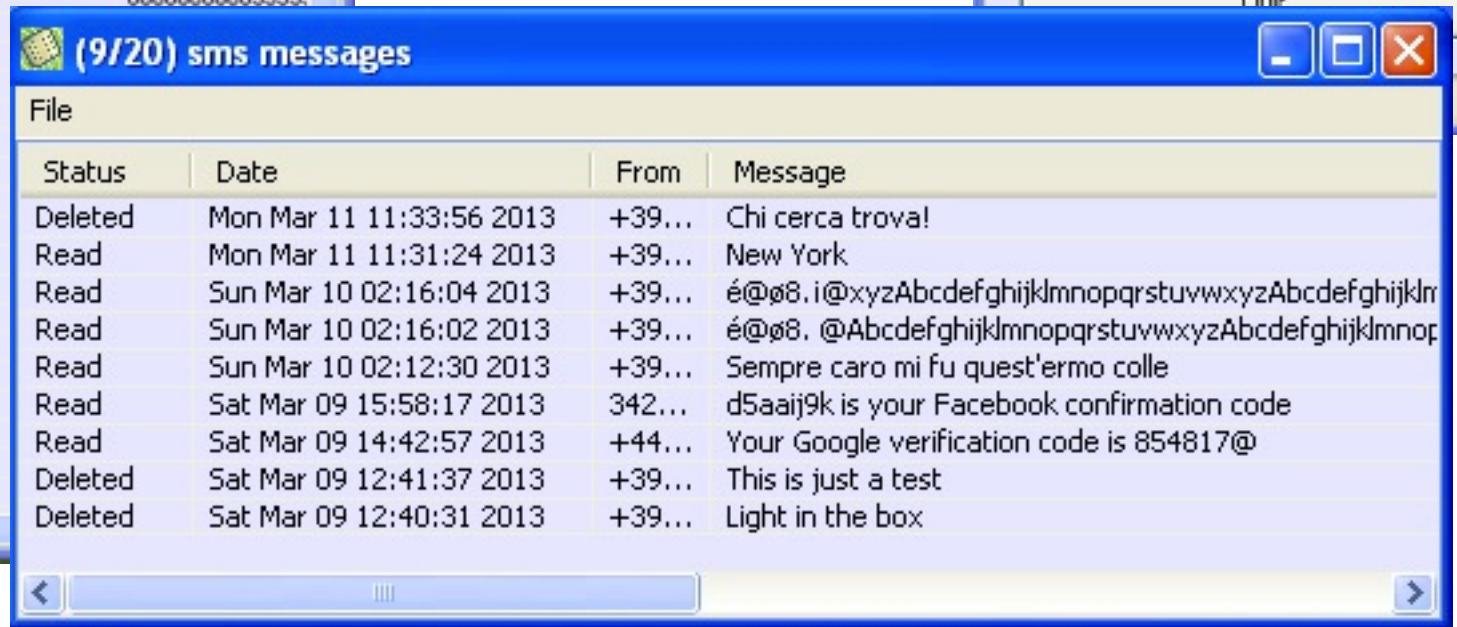 (9/20) sms messages
File
Status Date From Message
Deleted Mon Mar 11 11:33:56 2013 +39... Chi cerca trova!
Read Mon Mar 11 11:31:24 2013 +39... New York
Read Sun Mar 10 02:16:04 2013 +39... é@ø8.i@xyzAbcdefghijklmnopqrstuvwxyzAbcdefghijklm
Read Sun Mar 10 02:16:02 2013 +39... é@ø8. @AbcdefghijklmnopqrstuvwxyzAbcdefghijklmnop
Read Sun Mar 10 02:12:30 2013 +39... Sempre caro mi fu quest'ermo colle
Read Sat Mar 09 15:58:17 2013 342... d5aaij9k is your Facebook confirmation code
Read Sat Mar 09 14:42:57 2013 +44... Your Google verification code is 854817@
Deleted Sat Mar 09 12:41:37 2013 +39... This is just a test
Deleted Sat Mar 09 12:40:31 2013 +39... Light in the box